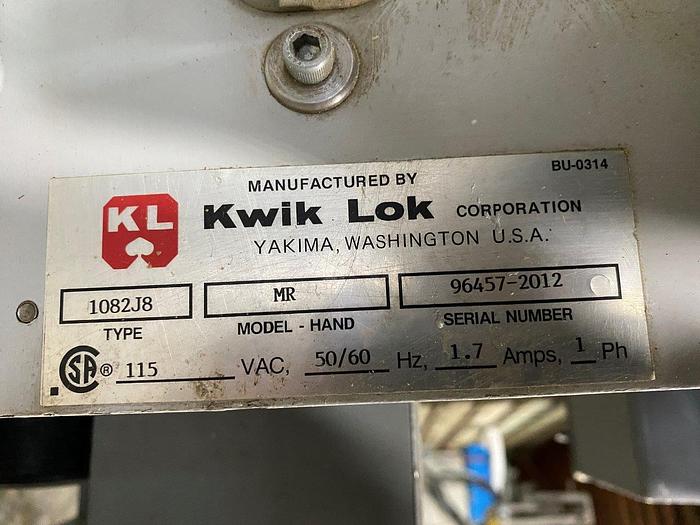 BU-0314
MANUFACTURED BY
KL Kwik Lok CORPORATION
YAKIMA, WASHINGTON U.S.A.
1082J8 MR 96457-2012
TYPE MODEL - HAND SERIAL NUMBER
SA® 115 VAC, 50/60 Hz, 1.7 Amps, 1 Ph